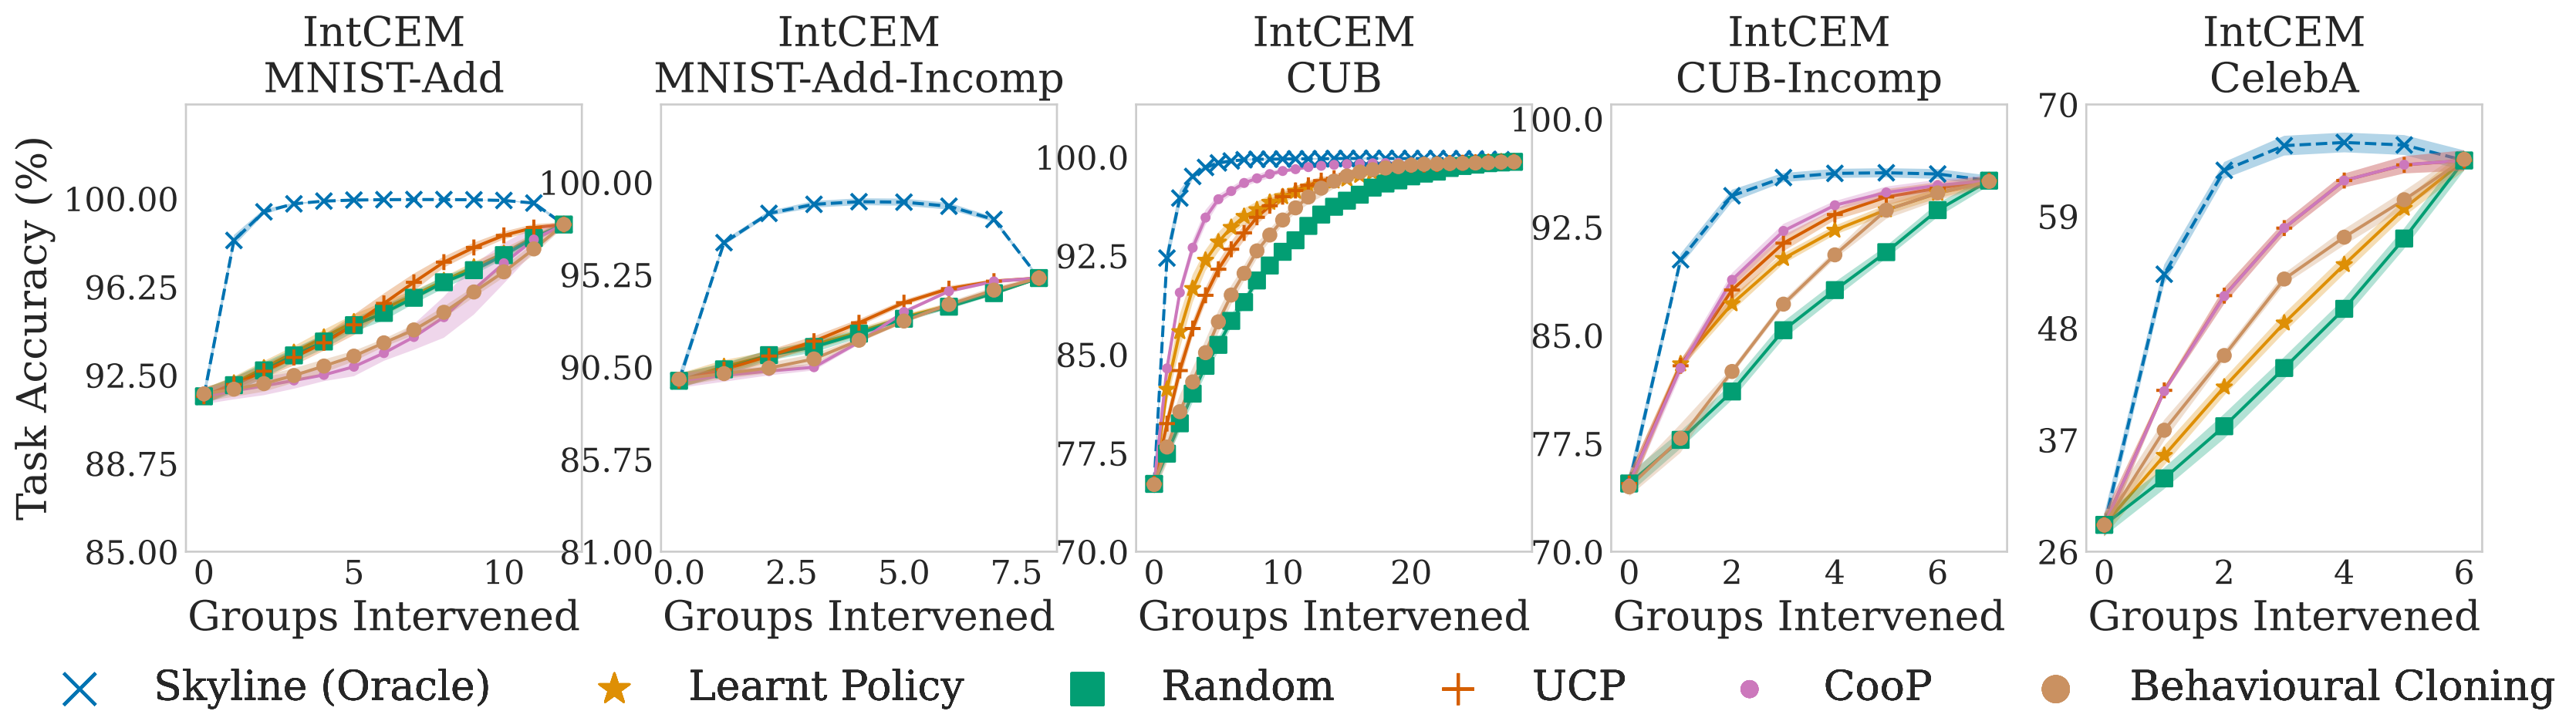 IntCEM
MNIST-Add
IntCEM
MNIST-Add-Incomp
IntCEM
CUB
IntCEM
CUB-Incomp
IntCEM
CelebA
Task Accuracy (%)
100.00
96.25
92.50
88.75
85.00
0 5 10
Groups Intervened
100.00
95.25
90.50
85.75
81.00
0.0 2.5 5.0 7.5
Groups Intervened
100.0
92.5
85.0
77.5
70.0
0 10 20
Groups Intervened
100.0
92.5
85.0
77.5
70.0
0 2 4 6
Groups Intervened
70
59
48
37
26
0 2 4 6
Groups Intervened
Skyline (Oracle) Learnt Policy Random UCP CooP Behavioural Cloning